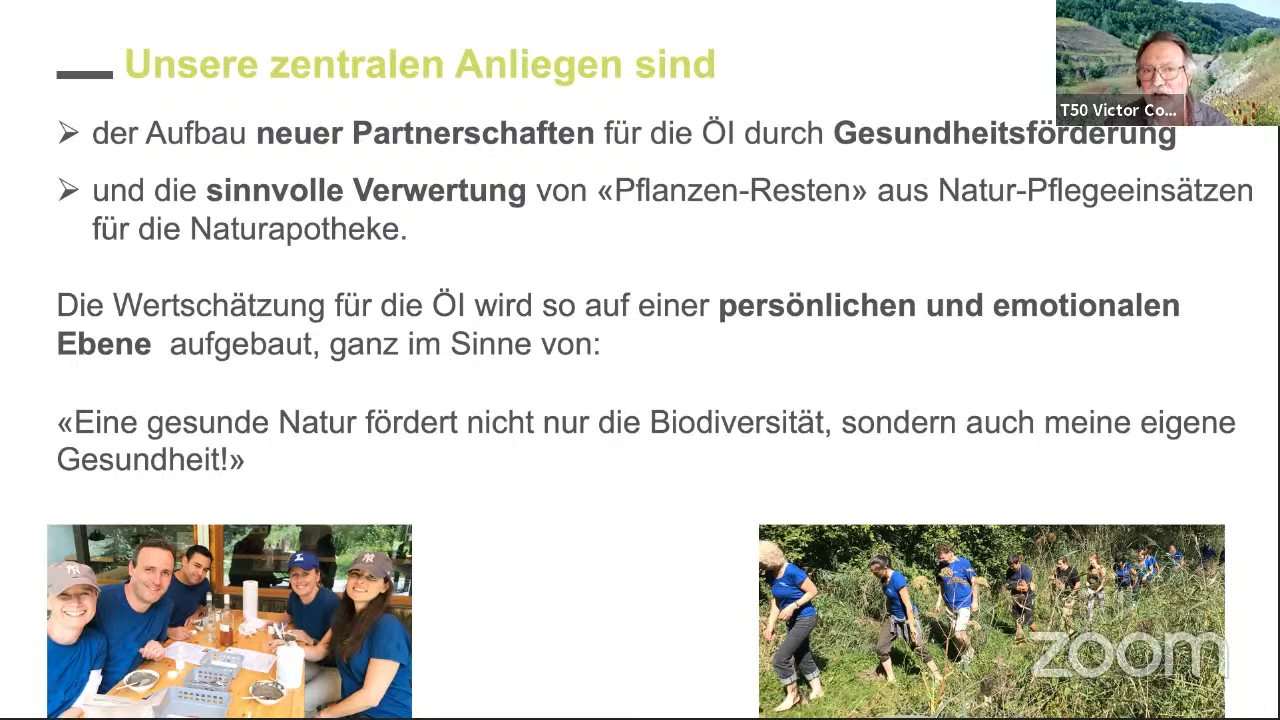 Unsere zentralen Anliegen sind
T50 Victor Co...
der Aufbau neuer Partnerschaften für die ÖI durch Gesundheitsförderung
und die sinnvolle Verwertung von «Pflanzen-Resten» aus Natur-Pflegeeinsätzen
für die Naturapotheke.
Die Wertschätzung für die ÖI wird so auf einer persönlichen und emotionalen
Ebene aufgebaut, ganz im Sinne von:
«Eine gesunde Natur fördert nicht nur die Biodiversität, sondern auch meine eigene
Gesundheit!»
zoom